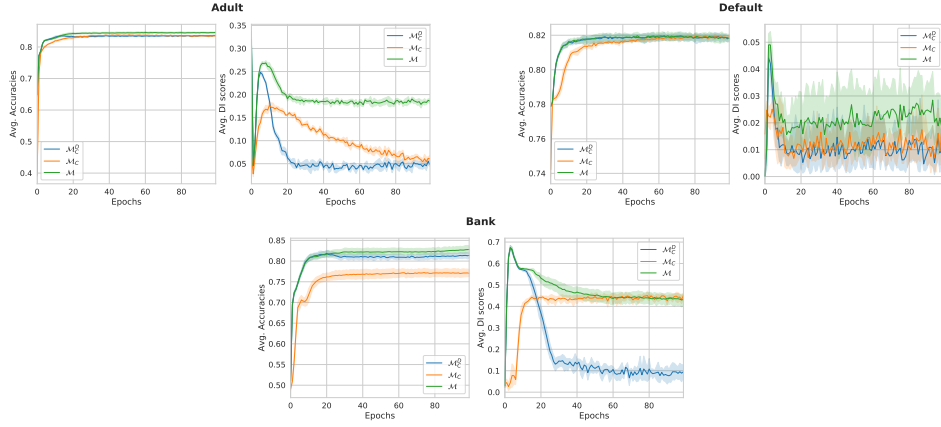 Adult
Default
Avg. Accuracies
0.8
0.7
0.6
0.5
0.4
0 20 40 60 80
Epochs
ℳ_C^D
ℳ_C
ℳ
Avg. DI scores
0.35
0.30
0.25
0.20
0.15
0.10
0.05
0 20 40 60 80
Epochs
ℳ_C^D
ℳ_C
ℳ
Avg. Accuracies
0.82
0.80
0.78
0.76
0.74
0 20 40 60 80
Epochs
ℳ_C^D
ℳ_C
ℳ
Avg. DI scores
0.05
0.04
0.03
0.02
0.01
0.00
0 20 40 60 80
Epochs
ℳ_C^D
ℳ_C
ℳ
Bank
Avg. Accuracies
0.85
0.80
0.75
0.70
0.65
0.60
0.55
0.50
0 20 40 60 80
Epochs
ℳ_C^D
ℳ_C
ℳ
Avg. DI scores
0.7
0.6
0.5
0.4
0.3
0.2
0.1
0.0
0 20 40 60 80
Epochs
ℳ_C^D
ℳ_C
ℳ